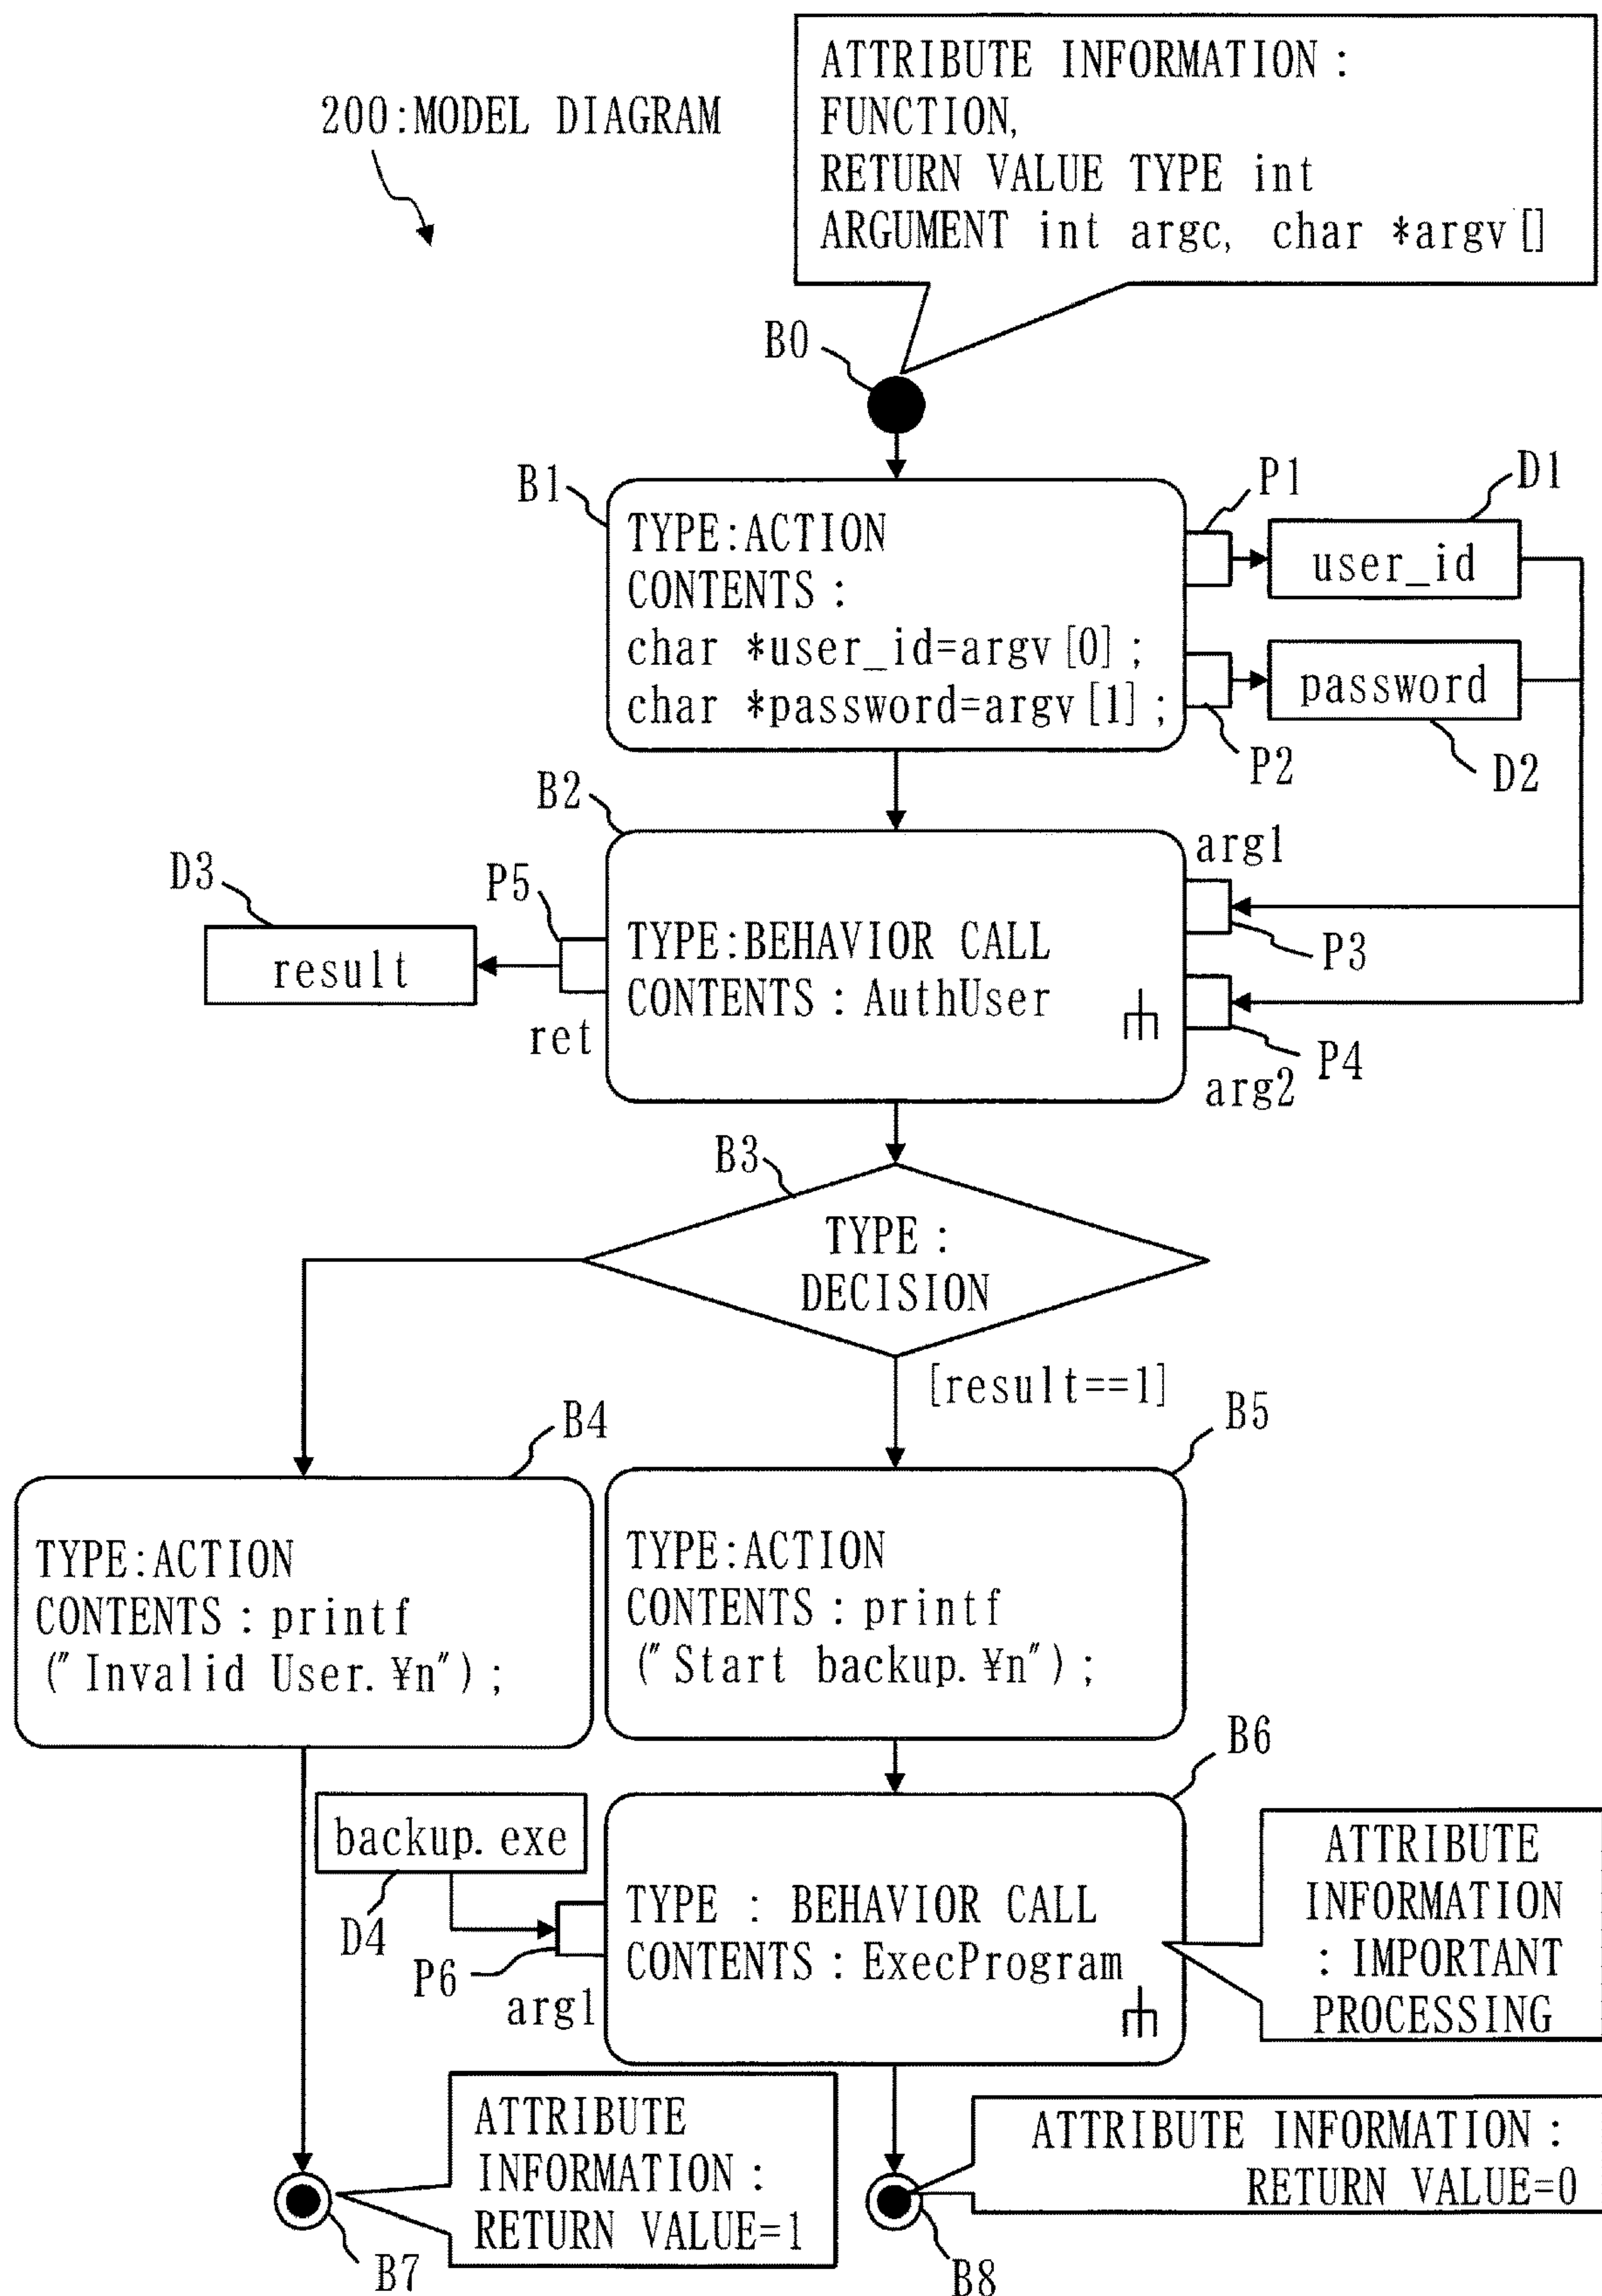 200:MODEL DIAGRAM
ATTRIBUTE INFORMATION:
FUNCTION,
RETURN VALUE TYPE int
ARGUMENT int argc, char *argv[]
B0
B1
TYPE:ACTION
CONTENTS:
char *user_id=argv[0];
char *password=argv[1];
P1
D1
user_id
password
P2
D2
B2
D3
P5
result
ret
TYPE:BEHAVIOR CALL
CONTENTS:AuthUser
arg1
P3
P4
arg2
B3
TYPE:
DECISION
[result==1]
B4
TYPE:ACTION
CONTENTS:printf
("Invalid User.¥n");
B5
TYPE:ACTION
CONTENTS:printf
("Start backup.¥n");
B6
backup.exe
D4
P6
arg1
TYPE : BEHAVIOR CALL
CONTENTS:ExecProgram
ATTRIBUTE
INFORMATION
: IMPORTANT
PROCESSING
ATTRIBUTE
INFORMATION:
RETURN VALUE=1
B7
ATTRIBUTE INFORMATION:
RETURN VALUE=0
B8